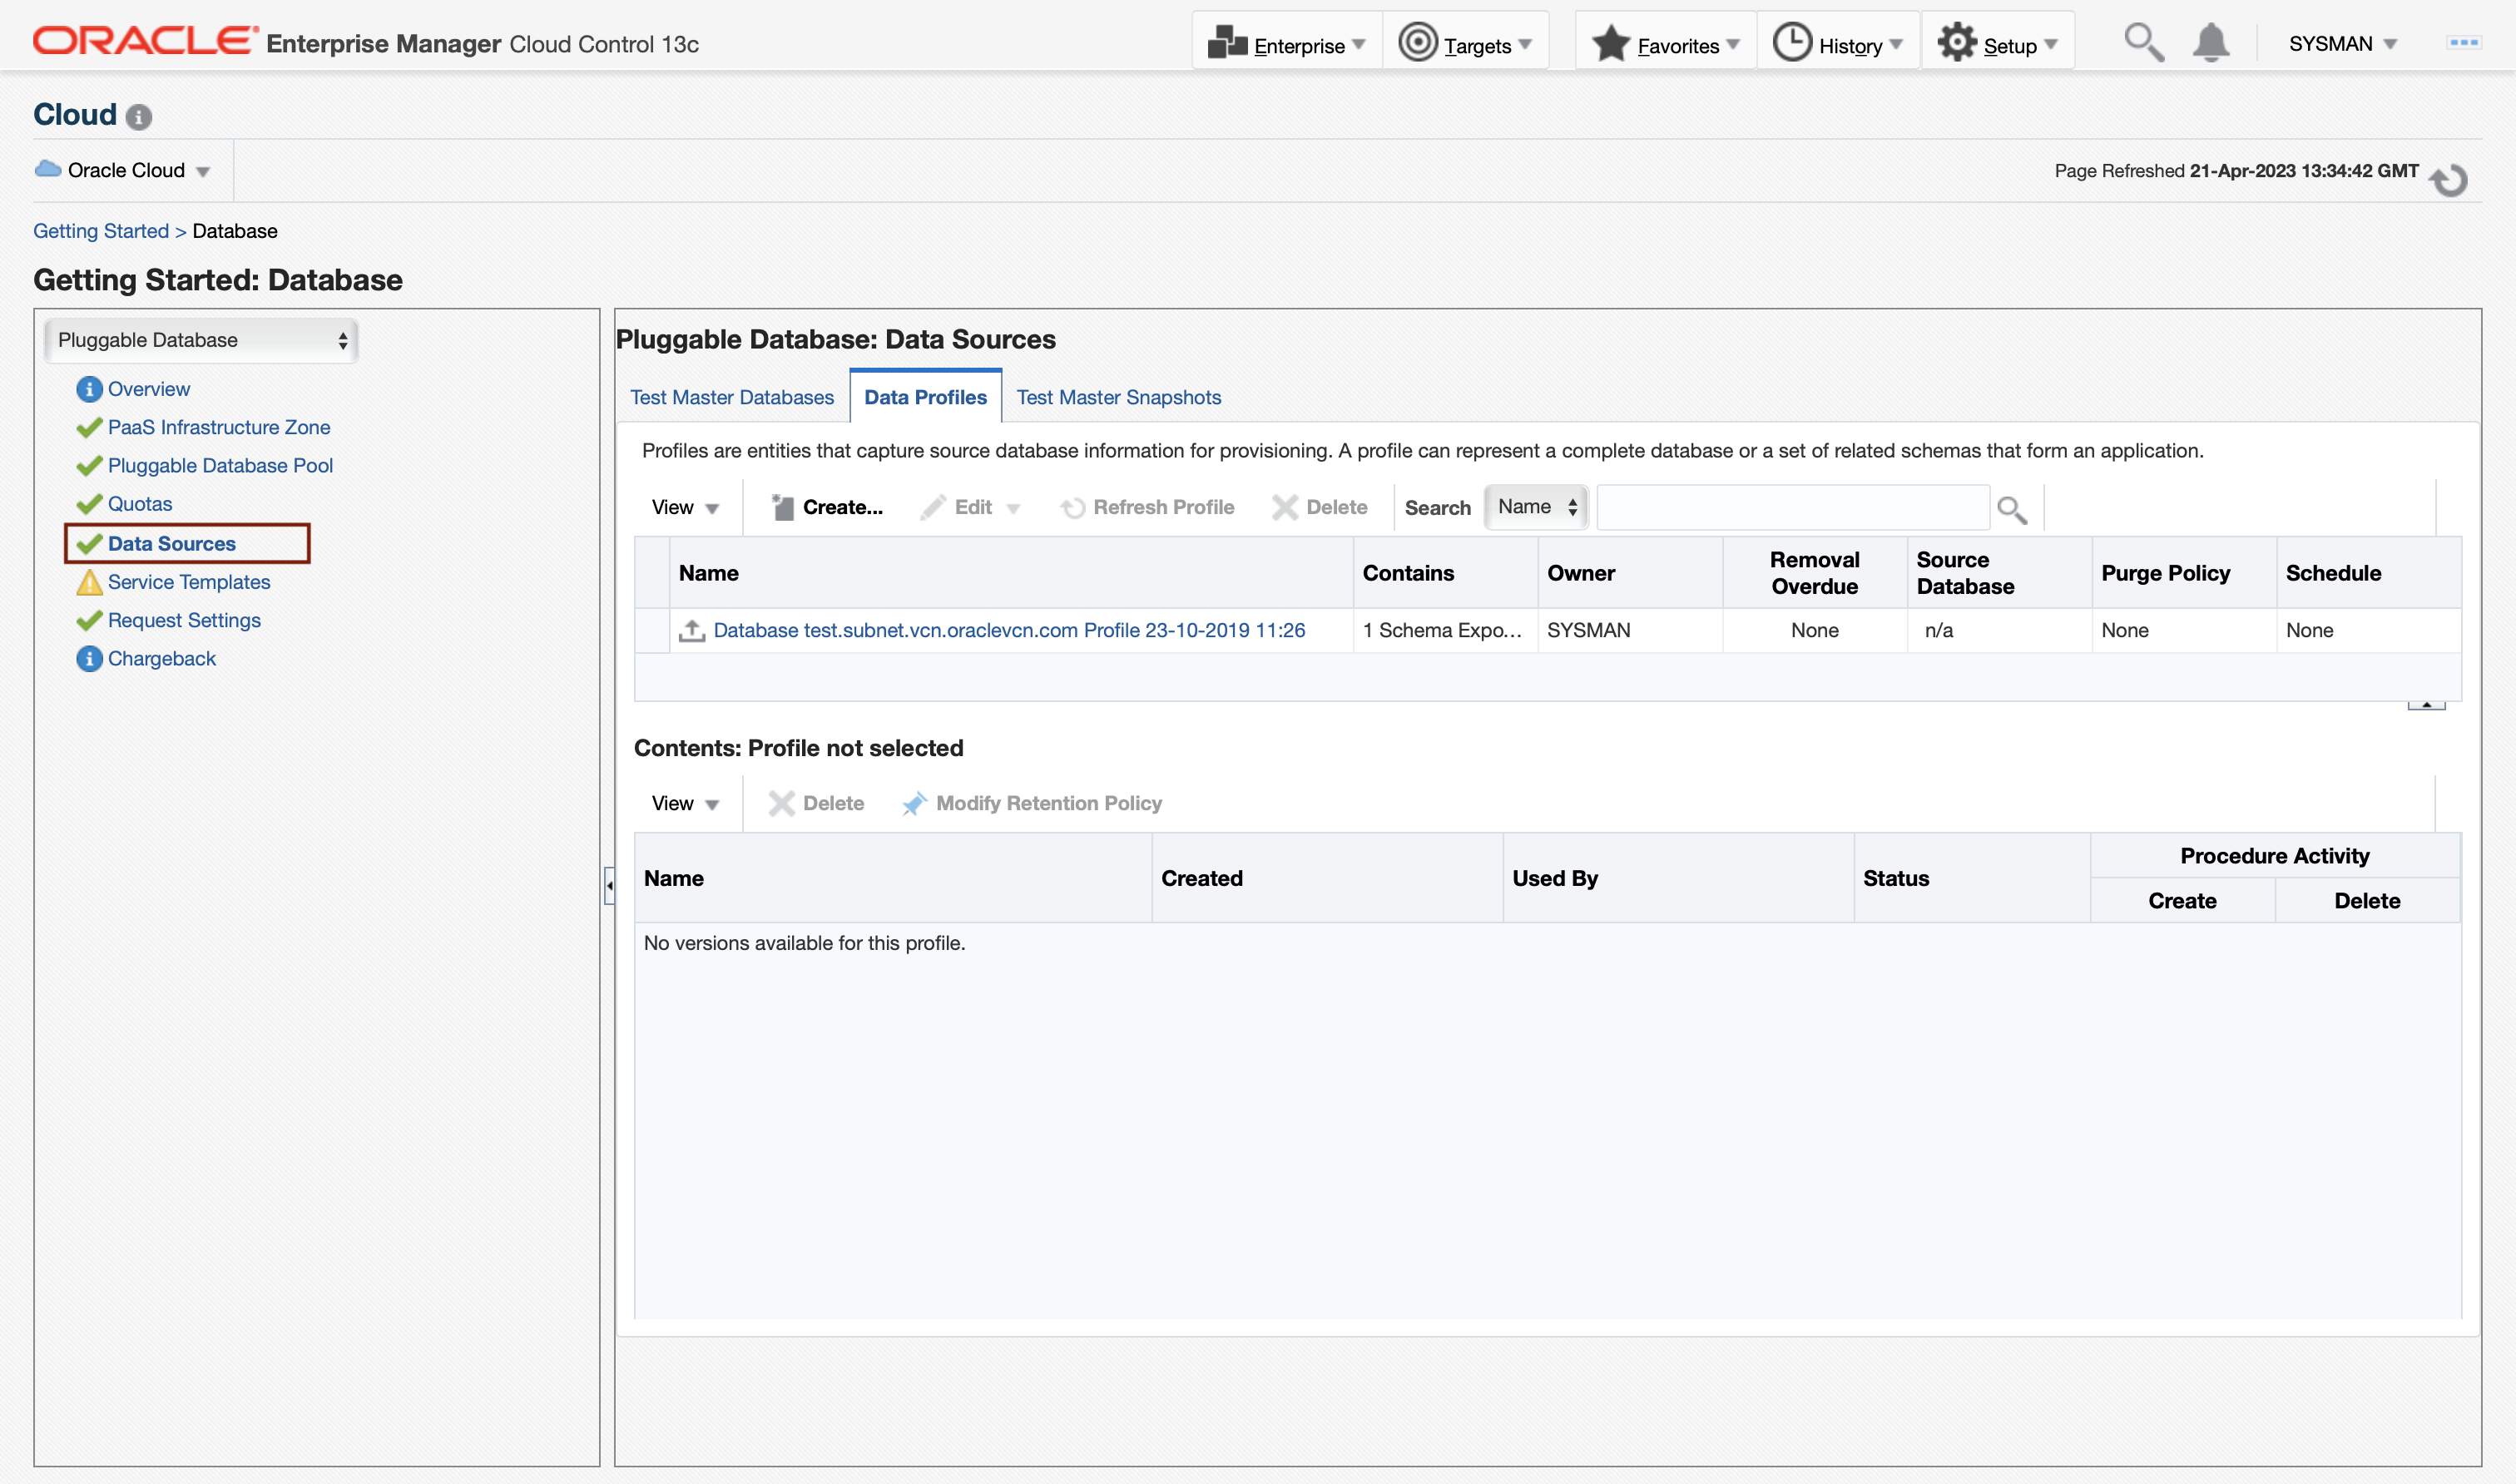 ORACLE Enterprise Manager Cloud Control 13c
Enterprise
Targets
Favorites
History
Setup
SYSMAN
Cloud
Oracle Cloud
Page Refreshed 21-Apr-2023 13:34:42 GMT
Getting Started > Database
Getting Started: Database
Pluggable Database
Overview
PaaS Infrastructure Zone
Pluggable Database Pool
Quotas
Data Sources
Service Templates
Request Settings
Chargeback
Pluggable Database: Data Sources
Test Master Databases
Data Profiles
Test Master Snapshots
Profiles are entities that capture source database information for provisioning. A profile can represent a complete database or a set of related schemas that form an application.
View
Create...
Edit
Refresh Profile
Delete
Search
Name
Name
Contains
Owner
Removal Overdue
Source Database
Purge Policy
Schedule
Database test.subnet.vcn.oraclevcn.com Profile 23-10-2019 11:26
1 Schema Expo...
SYSMAN
None
n/a
None
None
Contents: Profile not selected
View
Delete
Modify Retention Policy
Name
Created
Used By
Status
Procedure Activity
Create
Delete
No versions available for this profile.